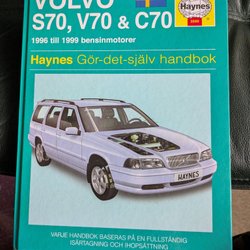 VOLVO
S70, V70 & C70
1996 till 1999 bensinmotorer
Haynes
Haynes Gör-det-själv handbok
HAYNES
VARJE HANDBOK BASERAS PÅ EN FULLSTÄNDIG
ISÄRTAGNING OCH IHOPSÄTTNING